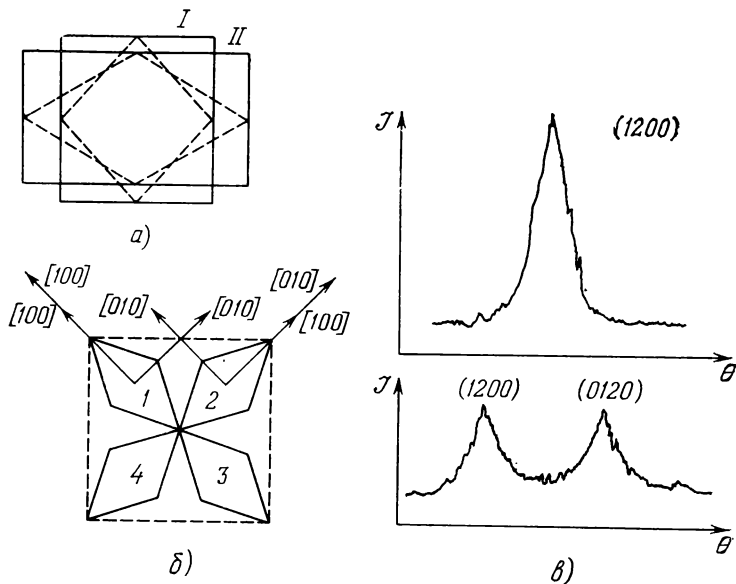 I
II
а)
[100]
[010]
[100]
[010]
[010]
[100]
1
2
4
3
б)
J
(1200)
θ
J
(1200)
(0120)
θ
в)